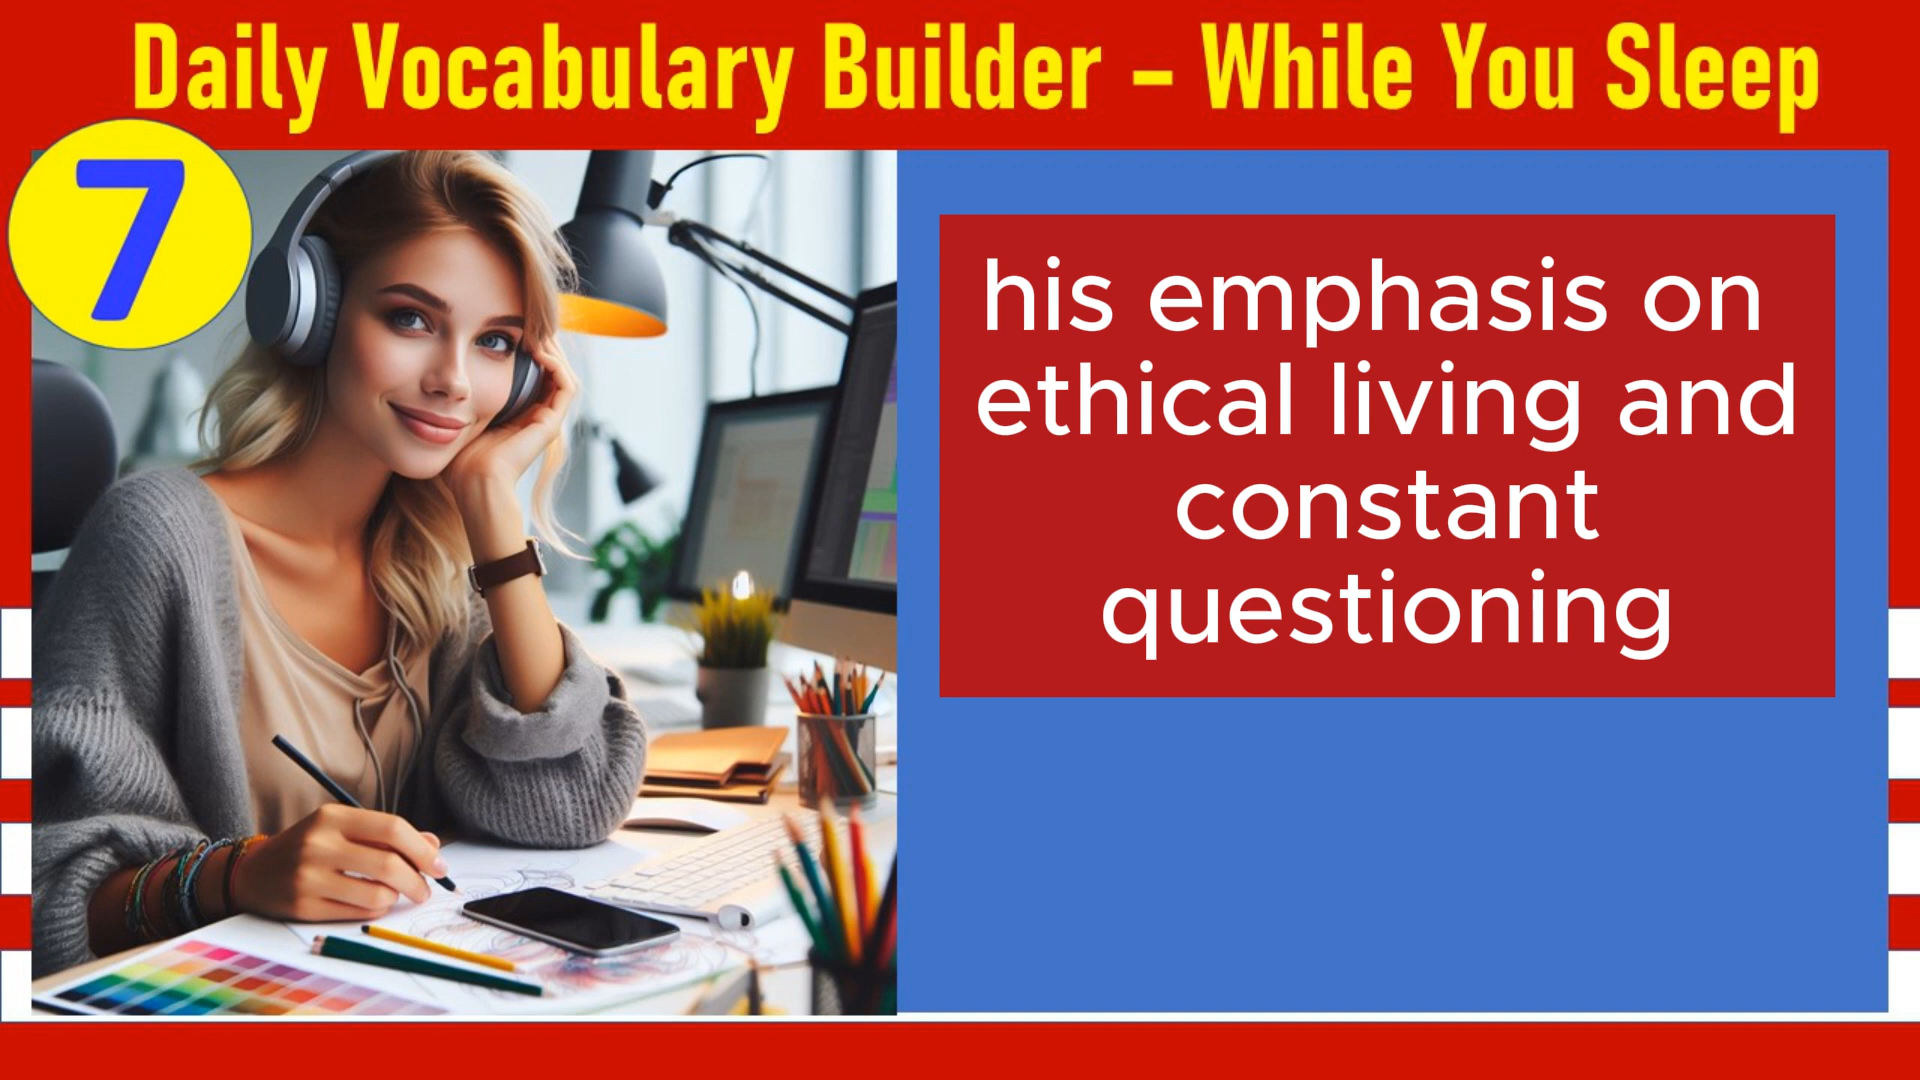 Daily Vocabulary Builder – While You Sleep
7
his emphasis on
ethical living and
constant
questioning